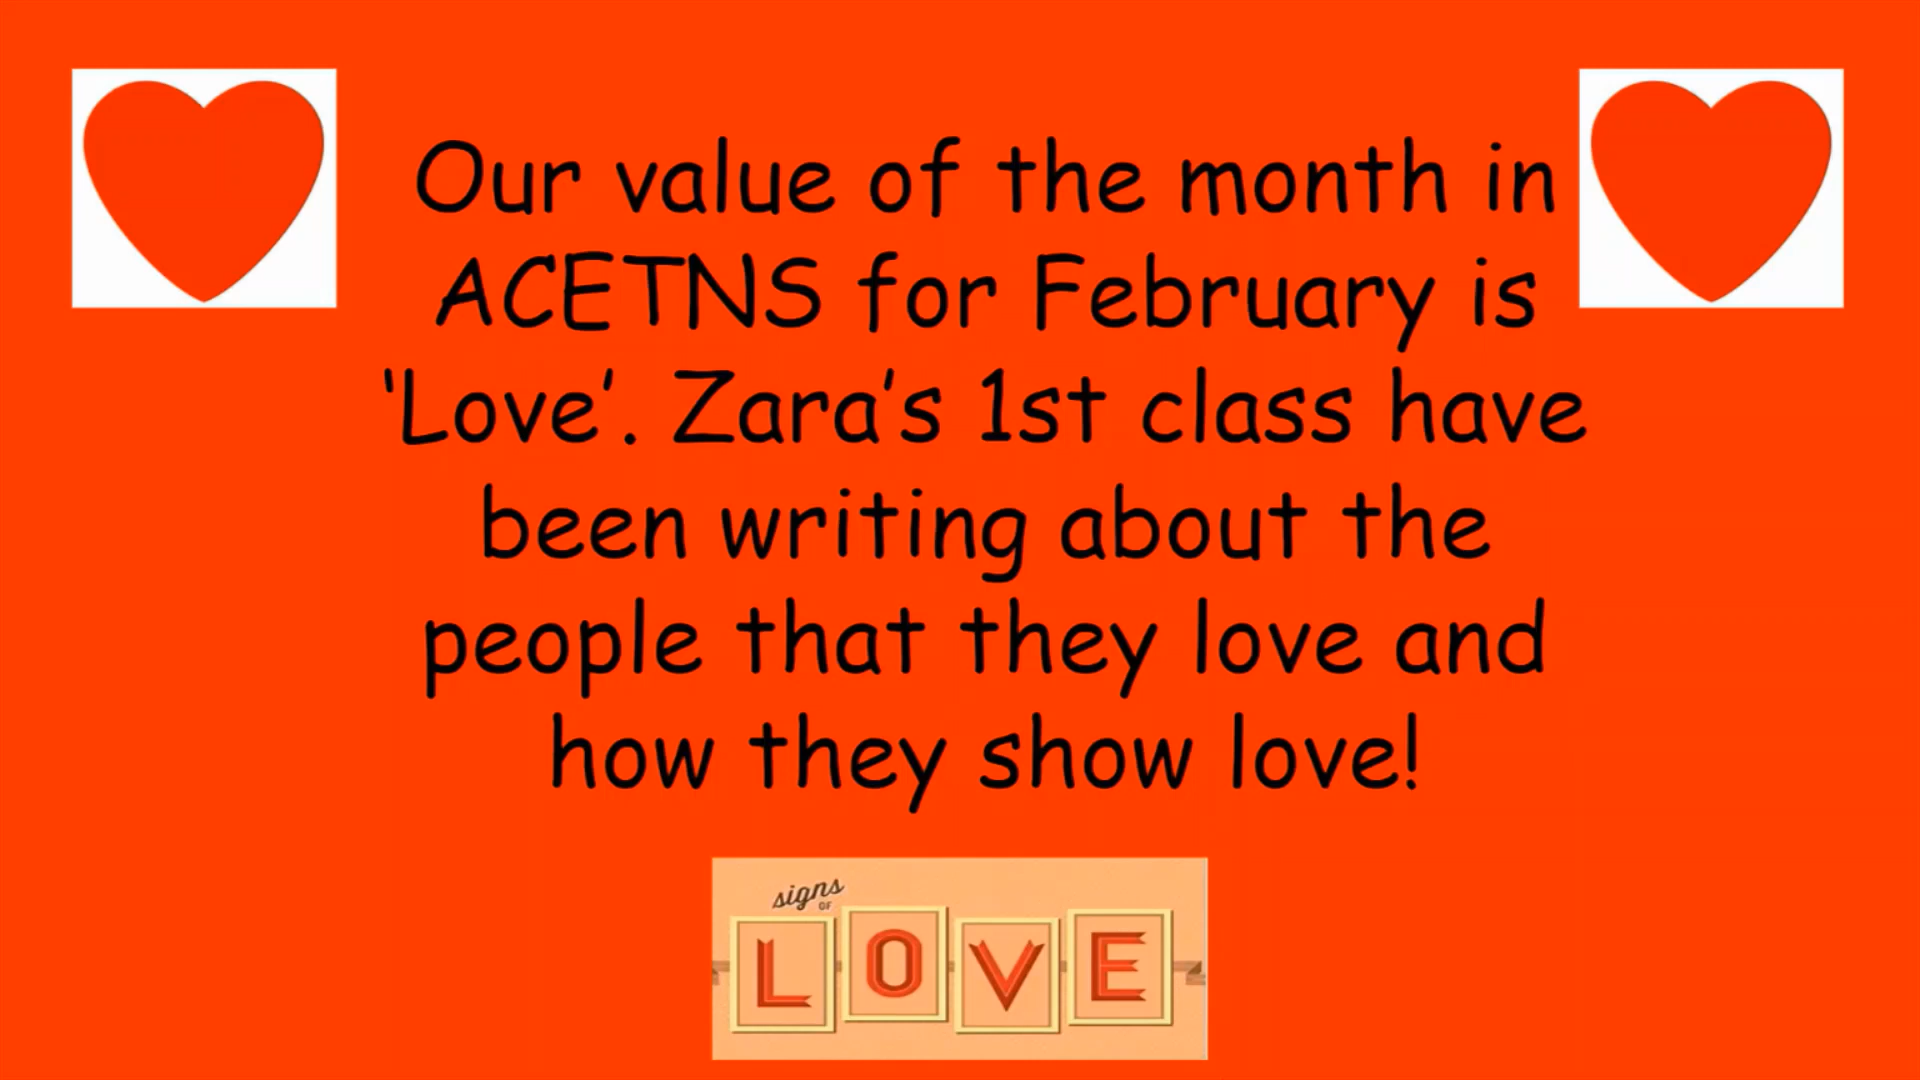 Our value of the month in
ACETNS for February is
‘Love’. Zara’s 1st class have
been writing about the
people that they love and
how they show love!
signs
OF
LOVE